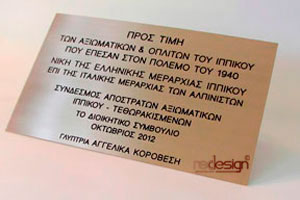 ΠΡΟΣ ΤΙΜΗ
ΤΩΝ ΑΞΙΩΜΑΤΙΚΩΝ & ΟΠΛΙΤΩΝ ΤΟΥ ΙΠΠΙΚΟΥ
ΠΟΥ ΕΠΕΣΑΝ ΣΤΟΝ ΠΟΛΕΜΟ ΤΟΥ 1940
ΝΙΚΗ ΤΗΣ ΕΛΛΗΝΙΚΗΣ ΜΕΡΑΡΧΙΑΣ ΙΠΠΙΚΟΥ
ΕΠΙ ΤΗΣ ΙΤΑΛΙΚΗΣ ΜΕΡΑΡΧΙΑΣ ΤΩΝ ΑΛΠΙΝΙΣΤΩΝ
ΣΥΝΔΕΣΜΟΣ ΑΠΟΣΤΡΑΤΩΝ ΑΞΙΩΜΑΤΙΚΩΝ
ΙΠΠΙΚΟΥ - ΤΕΘΩΡΑΚΙΣΜΕΝΩΝ
ΤΟ ΔΙΟΙΚΗΤΙΚΟ ΣΥΜΒΟΥΛΙΟ
ΟΚΤΩΒΡΙΟΣ 2012
ΓΛΥΠΤΡΙΑ ΑΓΓΕΛΙΚΑ ΚΟΡΟΒΕΣΗ
redesign